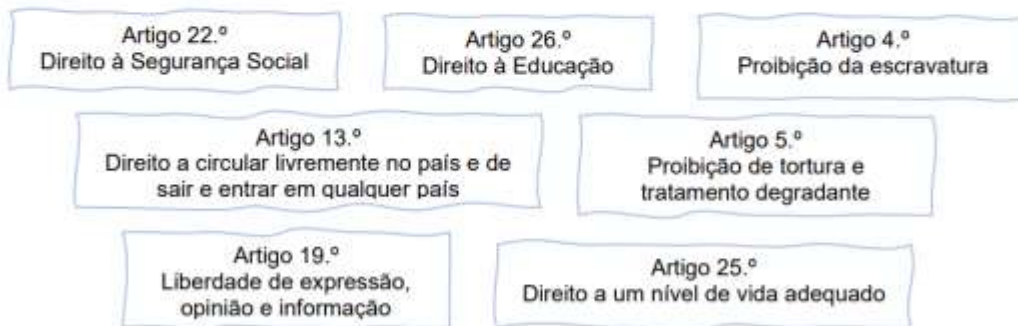 Artigo 22.º
Direito à Segurança Social
Artigo 26.º
Direito à Educação
Artigo 4.º
Proibição da escravatura
Artigo 13.º
Direito a circular livremente no país e de
sair e entrar em qualquer país
Artigo 5.º
Proibição de tortura e
tratamento degradante
Artigo 19.º
Liberdade de expressão,
opinião e informação
Artigo 25.º
Direito a um nível de vida adequado